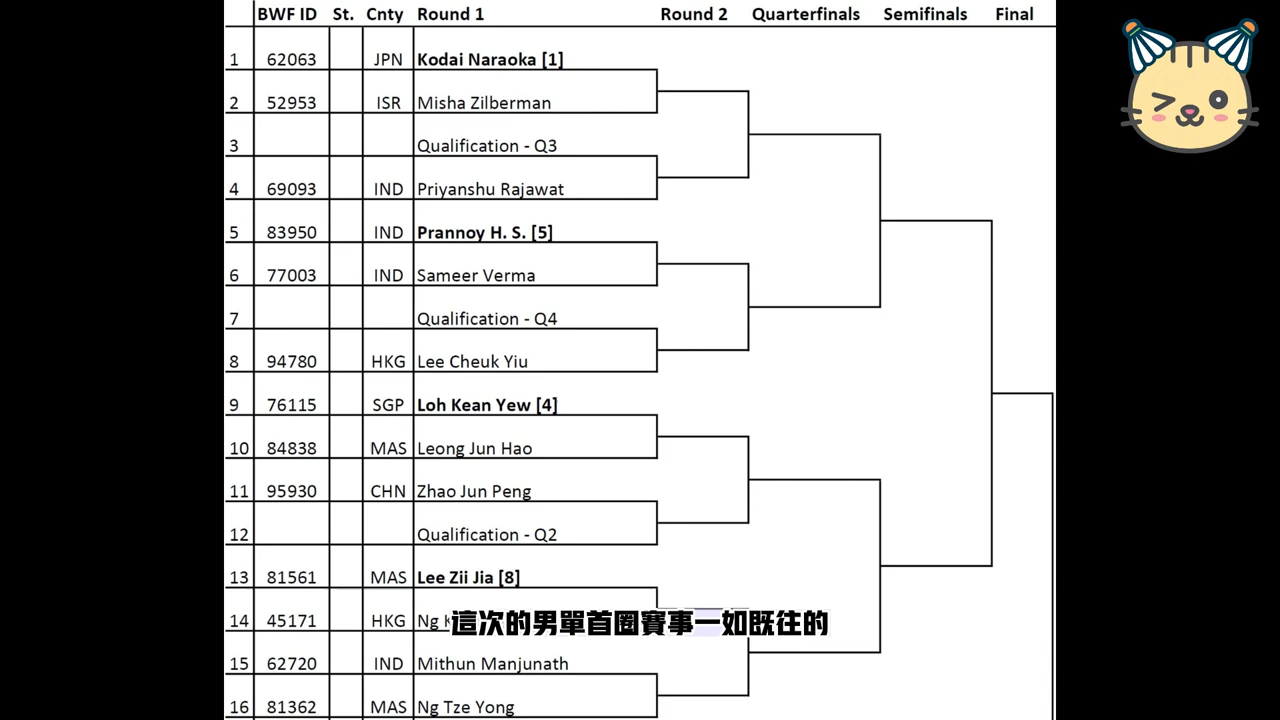 BWF ID St. Cnty Round 1 Round 2 Quarterfinals Semifinals Final
1 62063 JPN Kodai Naraoka [1]
2 52953 ISR Misha Zilberman
3 Qualification - Q3
4 69093 IND Priyanshu Rajawat
5 83950 IND Prannoy H. S. [5]
6 77003 IND Sameer Verma
7 Qualification - Q4
8 94780 HKG Lee Cheuk Yiu
9 76115 SGP Loh Kean Yew [4]
10 84838 MAS Leong Jun Hao
11 95930 CHN Zhao Jun Peng
12 Qualification - Q2
13 81561 MAS Lee Zii Jia [8]
14 45171 HKG Ng
這次的男單首圈賽事一如既往的
15 62720 IND Mithun Manjunath
16 81362 MAS Ng Tze Yong